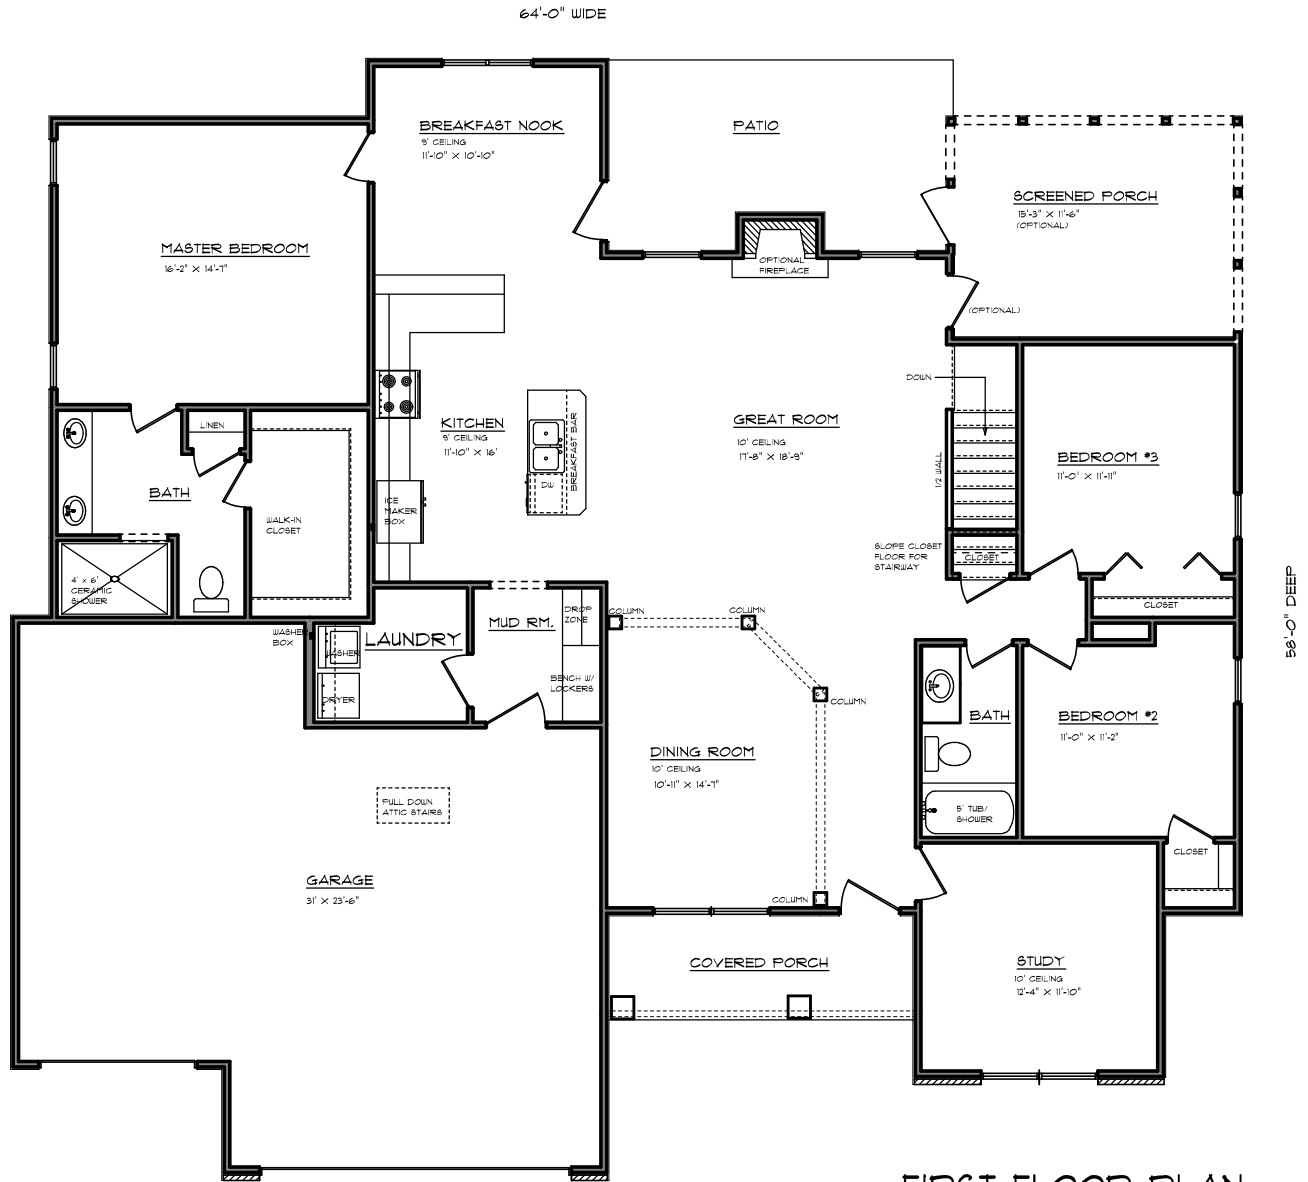 64'-0" WIDE
BREAKFAST NOOK
9' CEILING
11'-10" X 10'-10"
PATIO
SCREENED PORCH
15'-3" X 11'-6"
(OPTIONAL)
MASTER BEDROOM
16'-2" X 14'-7"
OPTIONAL
FIREPLACE
(OPTIONAL)
DOWN
LINEN
KITCHEN
9' CEILING
11'-10" X 16'
BREAKFAST BAR
DW
GREAT ROOM
10' CEILING
17'-8" X 18'-9"
1/2 WALL
BEDROOM #3
11'-0" X 11'-11"
BATH
ICE
MAKER
BOX
WALK-IN
CLOSET
SLOPE CLOSET
FLOOR FOR
STAIRWAY
CLOSET
4' x 6'
CERAMIC
SHOWER
CLOSET
58'-0" DEEP
WASHER
BOX
LAUNDRY
WASHER
DRYER
MUD RM.
DROP
ZONE
BENCH W/
LOCKERS
COLUMN
COLUMN
COLUMN
BATH
BEDROOM #2
11'-0" X 11'-2"
DINING ROOM
10' CEILING
10'-11" X 14'-7"
PULL DOWN
ATTIC STAIRS
5' TUB/
SHOWER
CLOSET
GARAGE
31' X 23'-6"
COLUMN
COVERED PORCH
STUDY
10' CEILING
12'-4" X 11'-10"
FIRST FLOOR PLAN